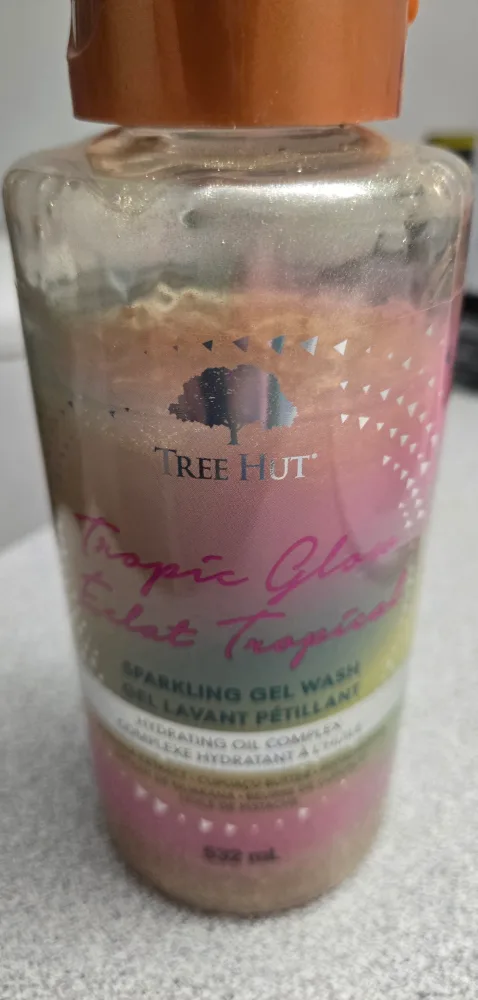 TREE HUT®
Tropic Glow
Éclat Tropical
SPARKLING GEL WASH
GEL LAVANT PÉTILLANT
HYDRATING OIL COMPLEX
COMPLEXE HYDRATANT À L'HUILE
532 mL